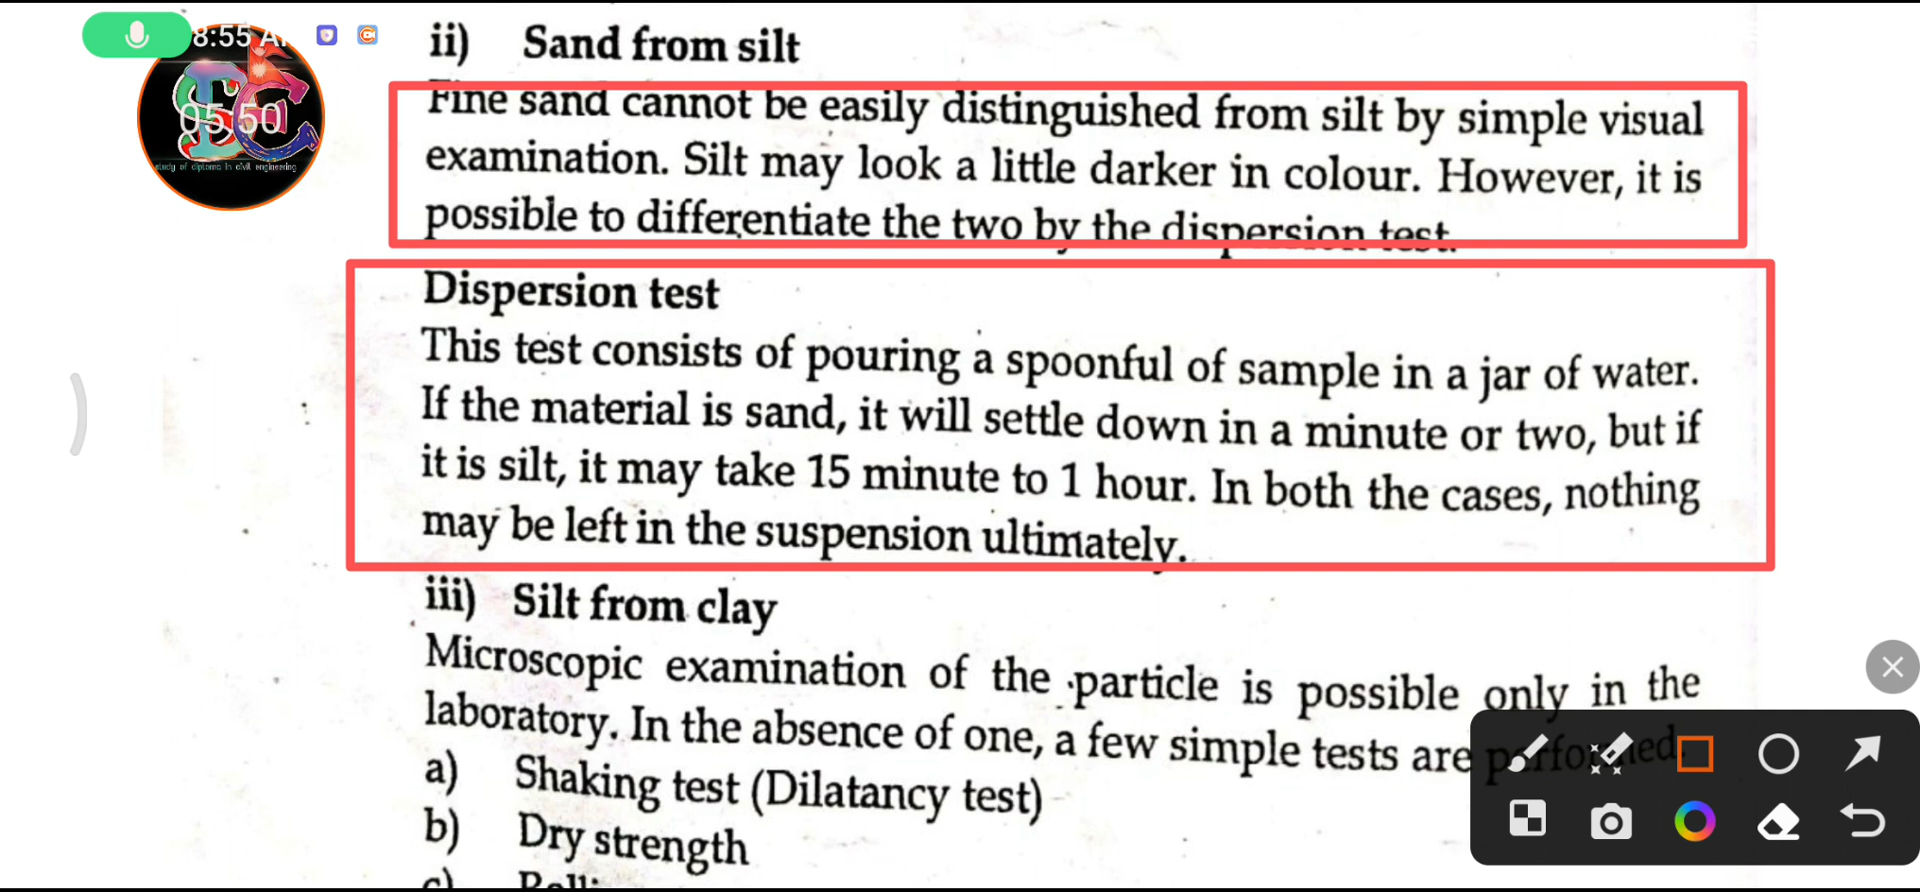 8:55
05:50
study of diploma in civil engineering
ii) Sand from silt
Fine sand cannot be easily distinguished from silt by simple visual
examination. Silt may look a little darker in colour. However, it is
possible to differentiate the two by the dispersion test.
Dispersion test
This test consists of pouring a spoonful of sample in a jar of water.
If the material is sand, it will settle down in a minute or two, but if
it is silt, it may take 15 minute to 1 hour. In both the cases, nothing
may be left in the suspension ultimately.
iii) Silt from clay
Microscopic examination of the particle is possible only in the
laboratory. In the absence of one, a few simple tests are performed.
a) Shaking test (Dilatancy test)
b) Dry strength
c)